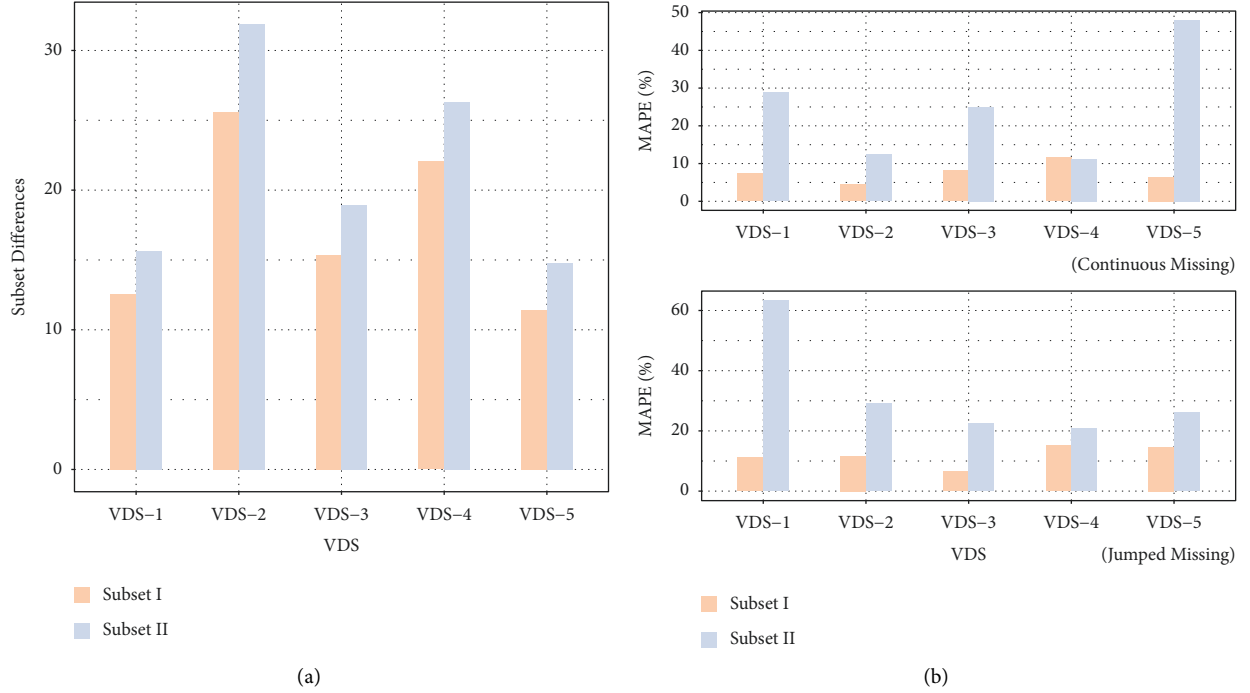 Subset Differences
30
20
10
0
VDS−1 VDS−2 VDS−3 VDS−4 VDS−5
VDS
Subset I
Subset II
(a)
MAPE (%)
50
40
30
20
10
0
VDS−1 VDS−2 VDS−3 VDS−4 VDS−5
(Continuous Missing)
MAPE (%)
60
40
20
0
VDS−1 VDS−2 VDS−3 VDS−4 VDS−5
VDS (Jumped Missing)
Subset I
Subset II
(b)